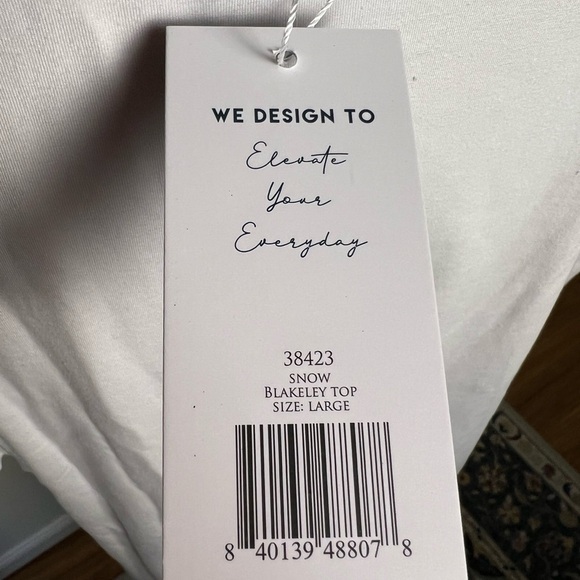 WE DESIGN TO
Elevate
Your
Everyday
38423
SNOW
BLAKELEY TOP
SIZE: LARGE
8 40139 48807 8